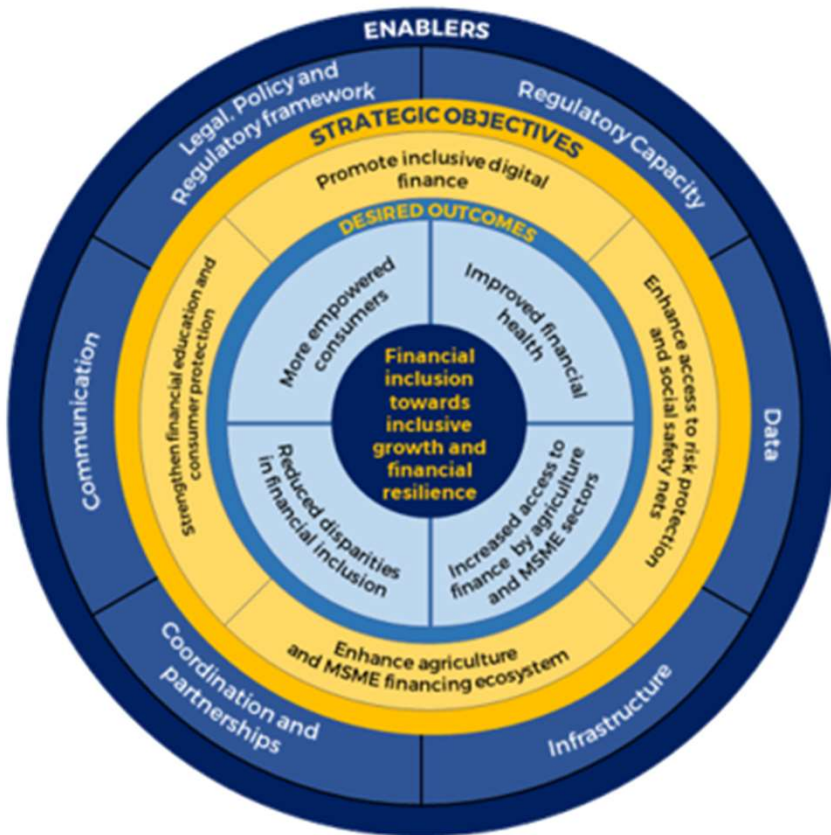 ENABLERS
Legal, Policy and
Regulatory framework
Regulatory Capacity
Data
Infrastructure
Coordination and
partnerships
Communication
STRATEGIC OBJECTIVES
Promote inclusive digital
finance
Enhance access to risk protection
and social safety nets
Enhance agriculture
and MSME financing ecosystem
Strengthen financial education and
consumer protection
DESIRED OUTCOMES
More empowered
consumers
Improved financial
health
Increased access to
finance by agriculture
and MSME sectors
Reduced disparities
in financial inclusion
Financial
inclusion
towards
inclusive
growth and
financial
resilience